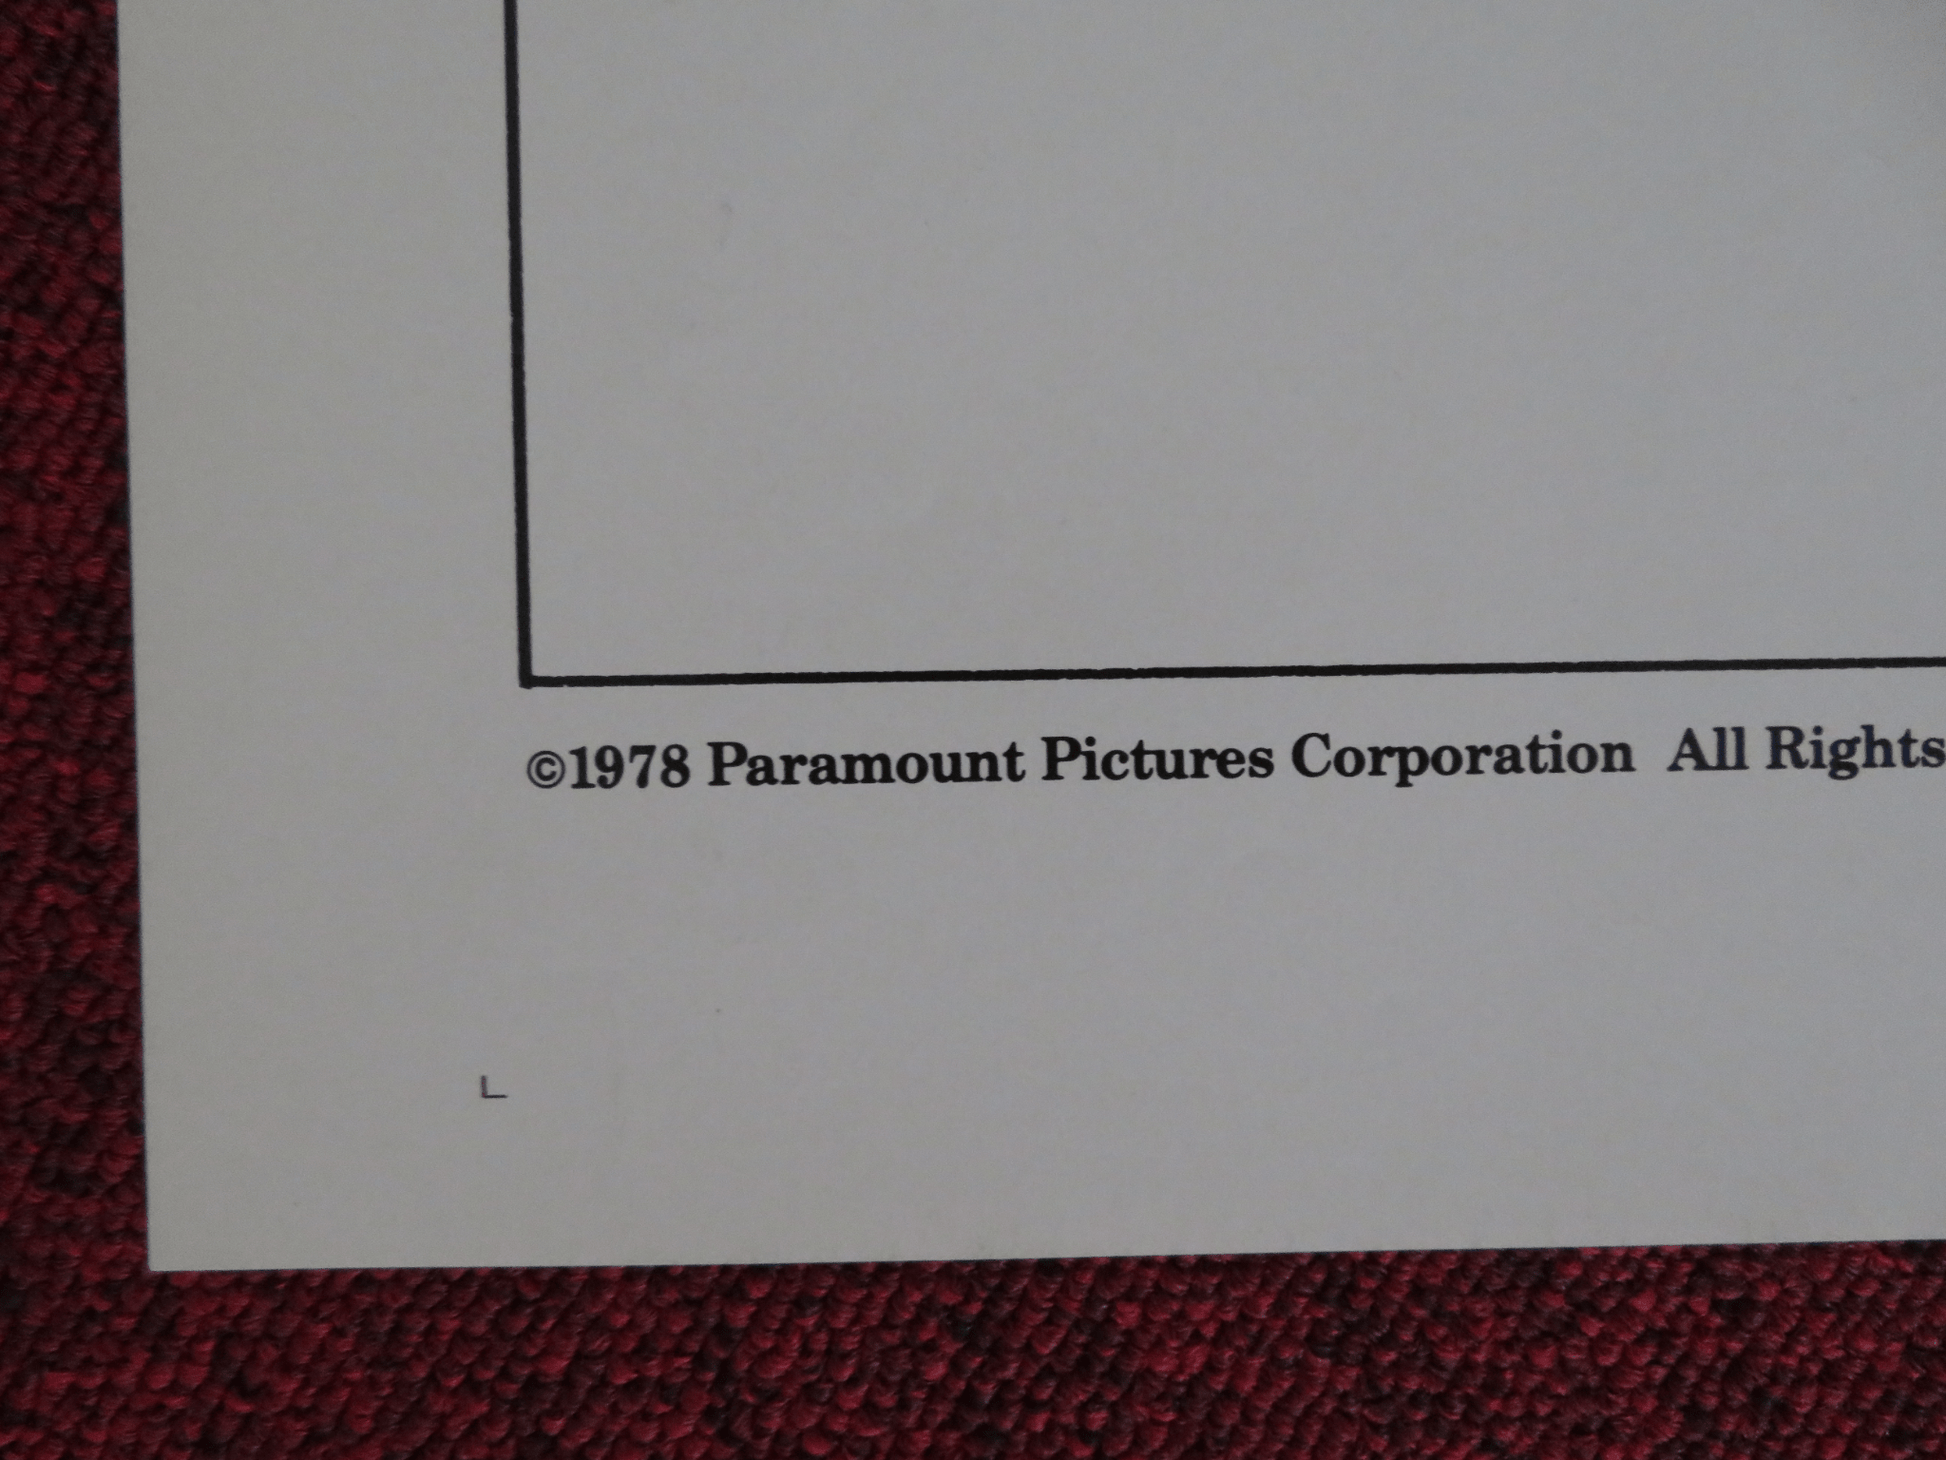 ©1978 Paramount Pictures Corporation All Rights